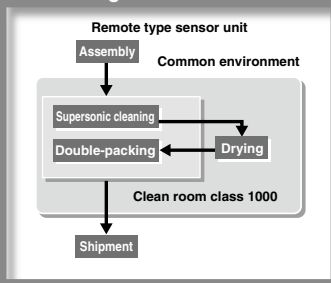 Remote type sensor unit
Assembly
Common environment
Supersonic cleaning
Double-packing
Drying
Clean room class 1000
Shipment